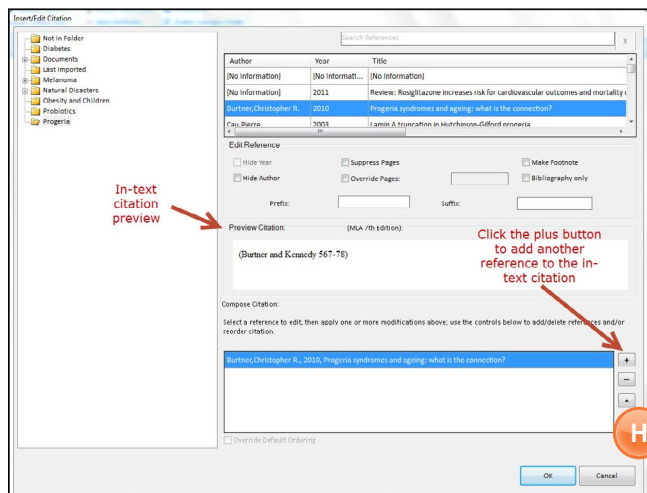 Insert/Edit Citation
Not In Folder
Diabetes
Documents
Last Imported
Melanoma
Natural Disasters
Obesity and Children
Probiotics
Progeria
Search References
X
Author Year Title
[No Information] [No Informati... [No Information]
[No Information] 2011 Review: Rosiglitazone increases risk for cardiovascular outcomes and mortality
Burtner,Christopher R. 2010 Progeria syndromes and ageing: what is the connection?
Cau,Pierre 2003 Lamin A truncation in Hutchinson-Gilford progeria
Edit Reference
Hide Year Suppress Pages Make Footnote
Hide Author Override Pages: Bibliography only
Prefix: Suffix:
In-text
citation
preview
Preview Citation: (MLA 7th Edition):
Click the plus button
to add another
reference to the in-
text citation
(Burtner and Kennedy 567-78)
Compose Citation:
Select a reference to edit, then apply one or more modifications above; use the controls below to add/delete references and/or
reorder citation.
Burtner,Christopher R., 2010, Progeria syndromes and ageing: what is the connection?
+
−
H
Override Default Ordering
OK Cancel